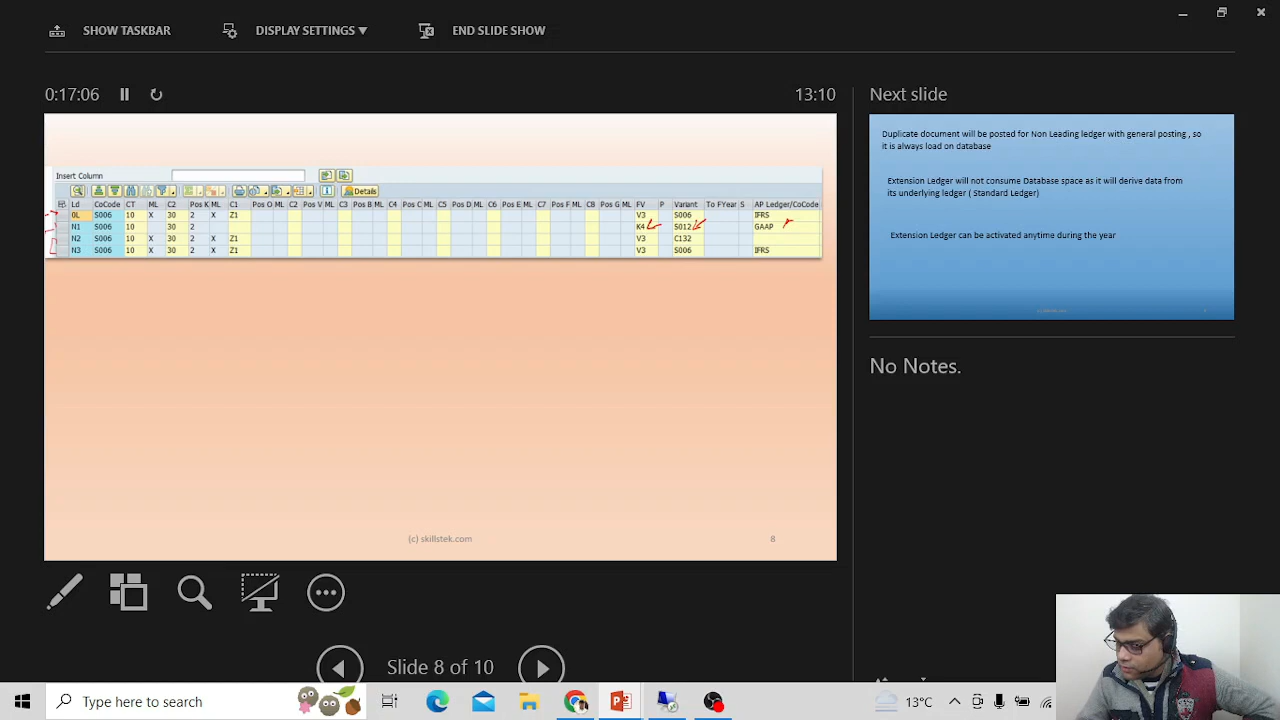 SHOW TASKBAR DISPLAY SETTINGS ▼ END SLIDE SHOW
0:17:06 13:10 Next slide
Insert Column
Details
Ld CoCode CT ML C2 Pos K ML C1 Pos O ML C2 Pos V ML C3 Pos B ML C4 Pos C ML C5 Pos D ML C6 Pos E ML C7 Pos F ML C8 Pos G ML FV P Variant To FYear S AP Ledger/CoCode
0L S006 10 X 30 2 X Z1 V3 S006 IFRS
N1 S006 10 30 2 K4 S012 GAAP
N2 S006 10 X 30 2 X Z1 V3 C132
N3 S006 10 X 30 2 X Z1 V3 S006 IFRS
(c) skillstek.com 8
Duplicate document will be posted for Non Leading ledger with general posting , so
it is always load on database
Extension Ledger will not consume Database space as it will derive data from
its underlying ledger ( Standard Ledger)
Extension Ledger can be activated anytime during the year
No Notes.
Slide 8 of 10
Type here to search
13°C